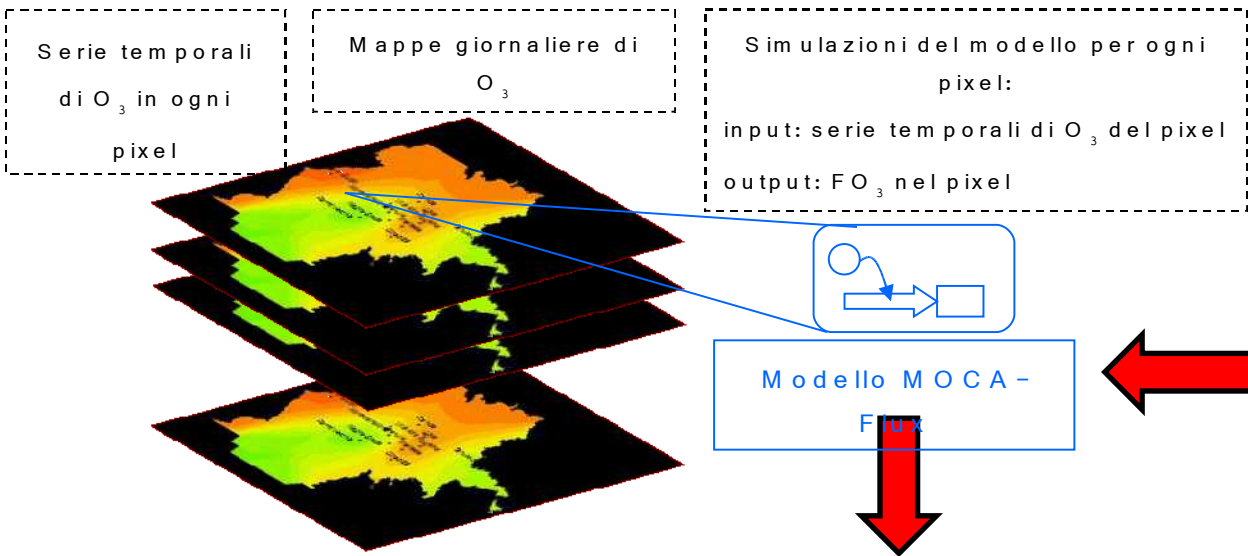 Serie temporali
di O₃ in ogni
pixel
Mappe giornaliere di
O₃
Simulazioni del modello per ogni
pixel:
input: serie temporali di O₃ del pixel
output: FO₃ nel pixel
Modello MOCA–
Flux